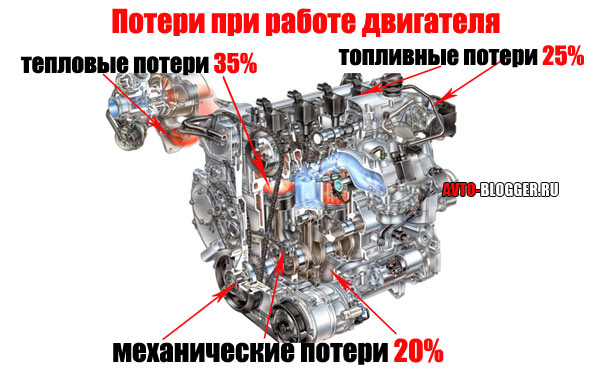 Потери при работе двигателя
тепловые потери 35%
топливные потери 25%
AVTO-BLOGGER.RU
механические потери 20%